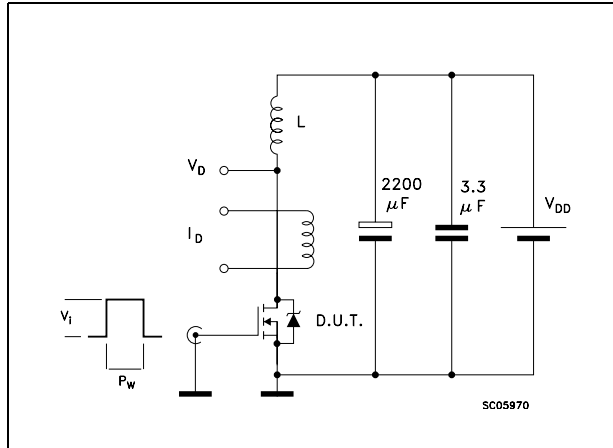 L
V_D
2200
μF
3.3
μF
V_DD
I_D
D.U.T.
V_i
P_W
SC05970